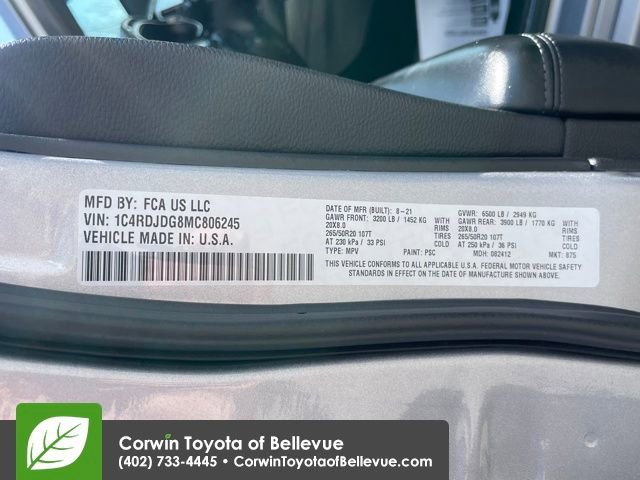 MFD BY: FCA US LLC
VIN: 1C4RDJDG8MC806245
VEHICLE MADE IN: U.S.A.
DATE OF MFR (BUILT): 8-21
GAWR FRONT: 3200 LB / 1452 KG WITH
20X8.0 RIMS
265/50R20 107T TIRES
AT 230 kPa / 33 PSI COLD
TYPE: MPV PAINT: PSC
GVWR: 6500 LB / 2949 KG
GAWR REAR: 3900 LB / 1770 KG WITH
20X8.0 RIMS
265/50R20 107T TIRES
AT 250 kPa / 36 PSI COLD
MDH: 082412 MKT: 875
THIS VEHICLE CONFORMS TO ALL APPLICABLE U.S.A. FEDERAL MOTOR VEHICLE SAFETY
STANDARDS IN EFFECT ON THE DATE OF MANUFACTURE SHOWN ABOVE.
Corwin Toyota of Bellevue
(402) 733-4445 • CorwinToyotaofBellevue.com